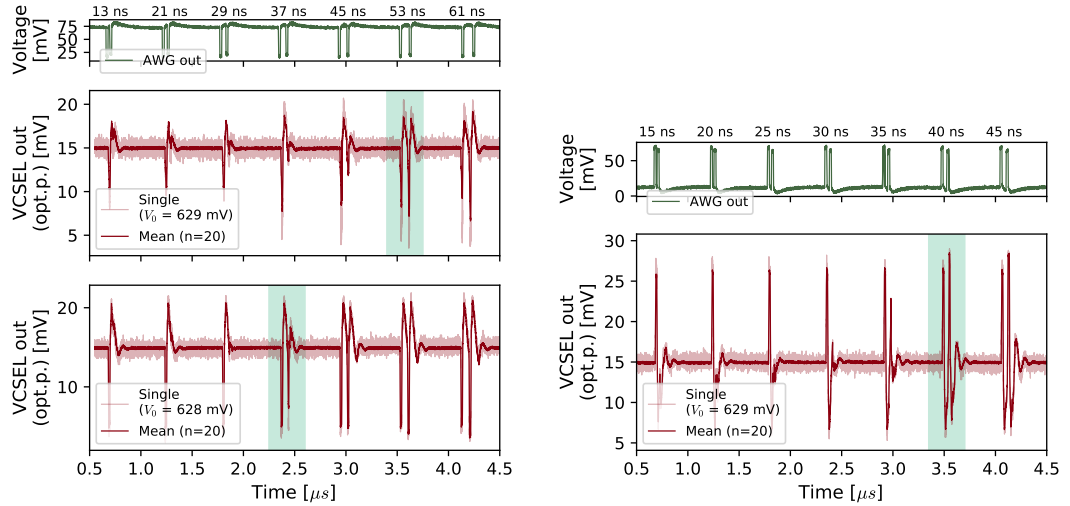 13 ns 21 ns 29 ns 37 ns 45 ns 53 ns 61 ns
Voltage
[mV]
75
50
25
AWG out
VCSEL out
(opt.p.) [mV]
20
15
10
5
Single
(V0 = 629 mV)
Mean (n=20)
VCSEL out
(opt.p.) [mV]
20
10
Single
(V0 = 628 mV)
Mean (n=20)
0.5 1.0 1.5 2.0 2.5 3.0 3.5 4.0 4.5
Time [μs]
15 ns 20 ns 25 ns 30 ns 35 ns 40 ns 45 ns
Voltage
[mV]
50
0
AWG out
VCSEL out
(opt.p.) [mV]
30
25
20
15
10
5
Single
(V0 = 629 mV)
Mean (n=20)
0.5 1.0 1.5 2.0 2.5 3.0 3.5 4.0 4.5
Time [μs]